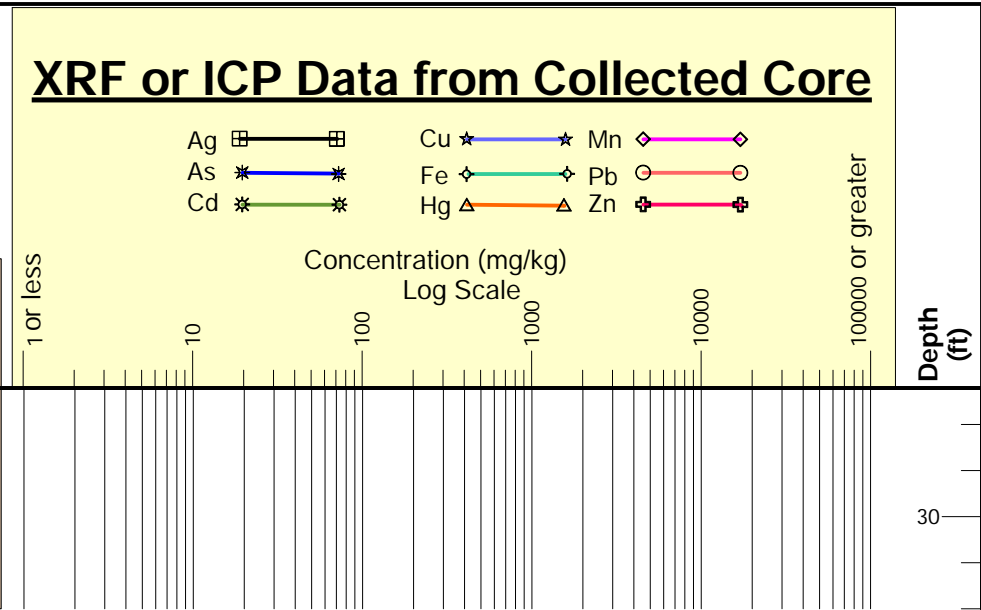 XRF or ICP Data from Collected Core
Ag Cu Mn
As Fe Pb
Cd Hg Zn
Concentration (mg/kg)
Log Scale
1 or less
10
100
1000
10000
100000 or greater
Depth
(ft)
30